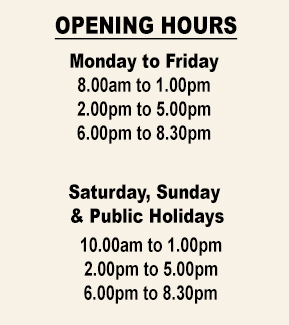 OPENING HOURS
Monday to Friday
8.00am to 1.00pm
2.00pm to 5.00pm
6.00pm to 8.30pm
Saturday, Sunday
& Public Holidays
10.00am to 1.00pm
2.00pm to 5.00pm
6.00pm to 8.30pm